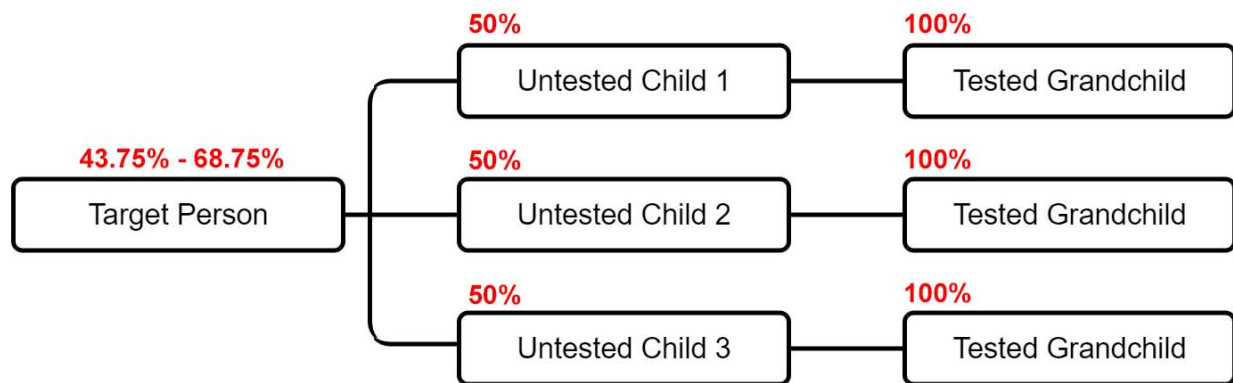 50%
100%
Untested Child 1
Tested Grandchild
43.75% - 68.75%
50%
100%
Target Person
Untested Child 2
Tested Grandchild
50%
100%
Untested Child 3
Tested Grandchild